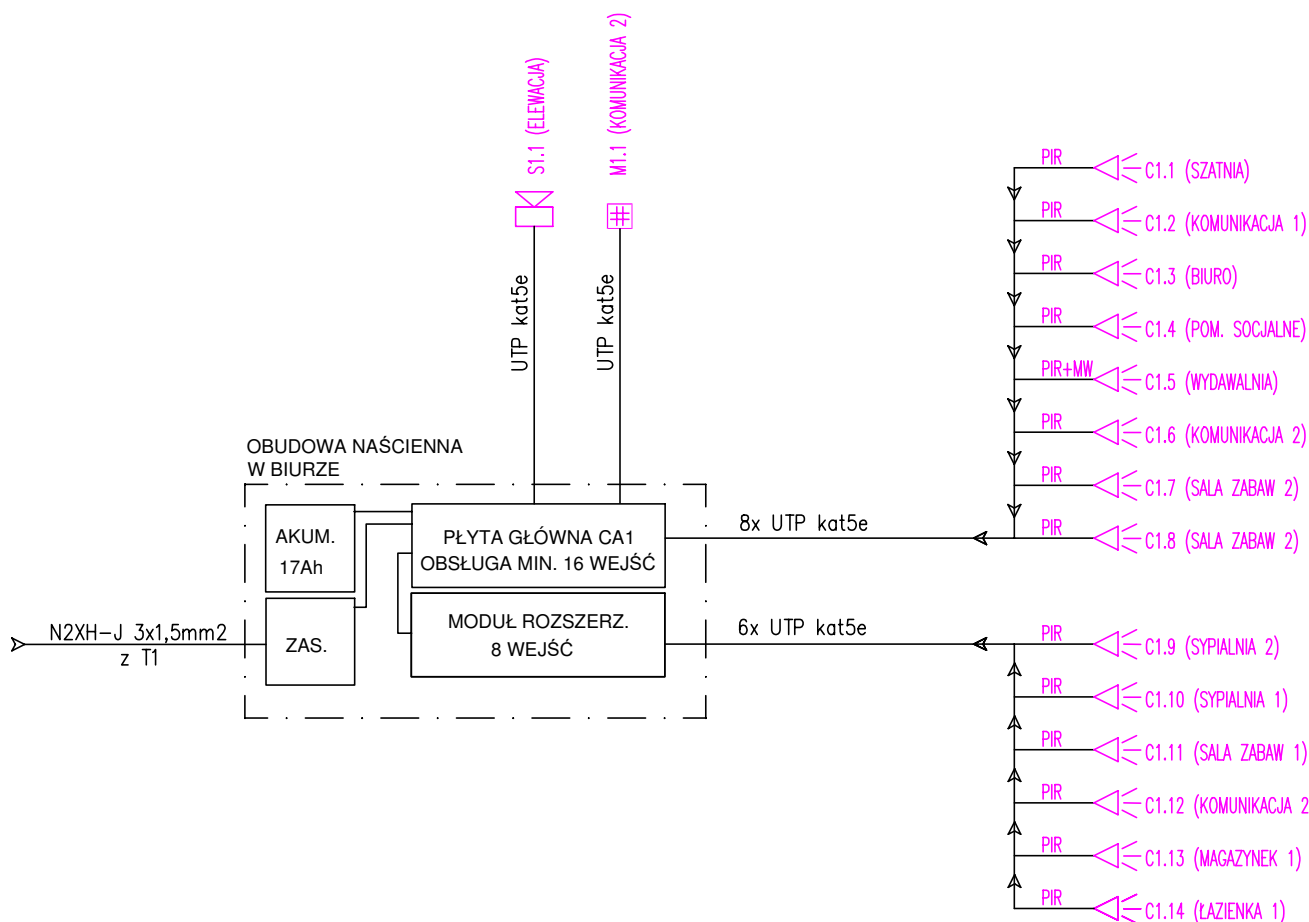 S1.1 (ELEWACJA)
M1.1 (KOMUNIKACJA 2)
UTP kat5e
UTP kat5e
PIR
C1.1 (SZATNIA)
PIR
C1.2 (KOMUNIKACJA 1)
PIR
C1.3 (BIURO)
PIR
C1.4 (POM. SOCJALNE)
PIR+MW
C1.5 (WYDAWALNIA)
PIR
C1.6 (KOMUNIKACJA 2)
PIR
C1.7 (SALA ZABAW 2)
PIR
C1.8 (SALA ZABAW 2)
OBUDOWA NAŚCIENNA
W BIURZE
AKUM.
17Ah
PŁYTA GŁÓWNA CA1
OBSŁUGA MIN. 16 WEJŚĆ
8x UTP kat5e
N2XH-J 3x1,5mm2
z T1
ZAS.
MODUŁ ROZSZERZ.
8 WEJŚĆ
6x UTP kat5e
PIR
C1.9 (SYPIALNIA 2)
PIR
C1.10 (SYPIALNIA 1)
PIR
C1.11 (SALA ZABAW 1)
PIR
C1.12 (KOMUNIKACJA 2
PIR
C1.13 (MAGAZYNEK 1)
PIR
C1.14 (ŁAZIENKA 1)